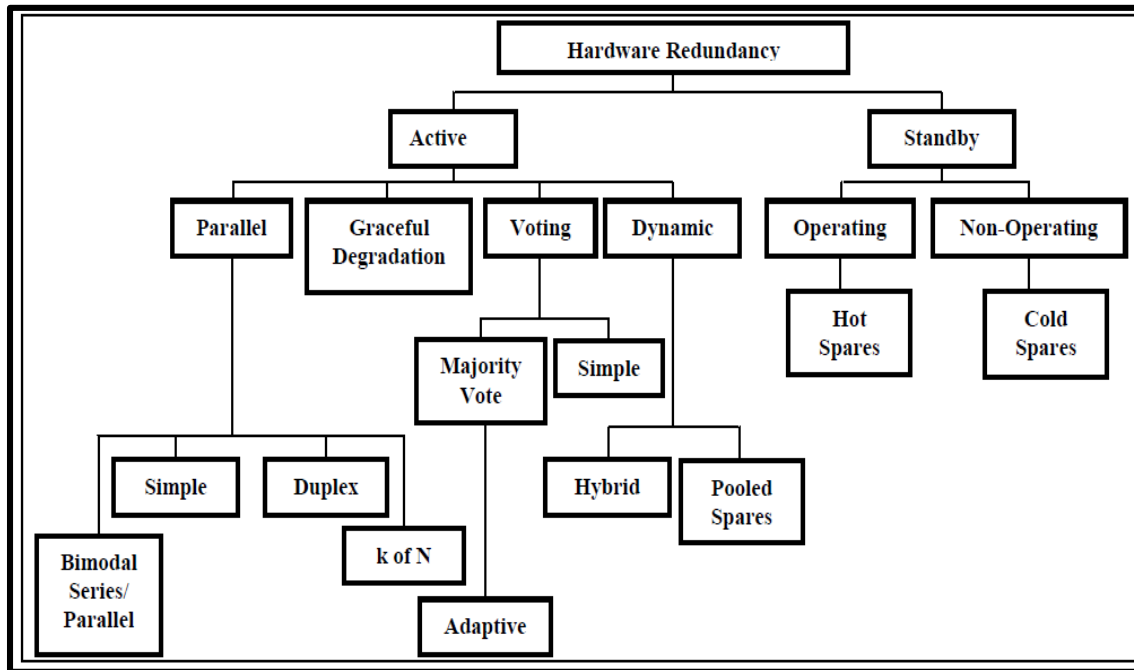 Hardware Redundancy
Active
Standby
Parallel
Graceful
Degradation
Voting
Dynamic
Operating
Non-Operating
Hot
Spares
Cold
Spares
Majority
Vote
Simple
Simple
Duplex
Hybrid
Pooled
Spares
Bimodal
Series/
Parallel
k of N
Adaptive